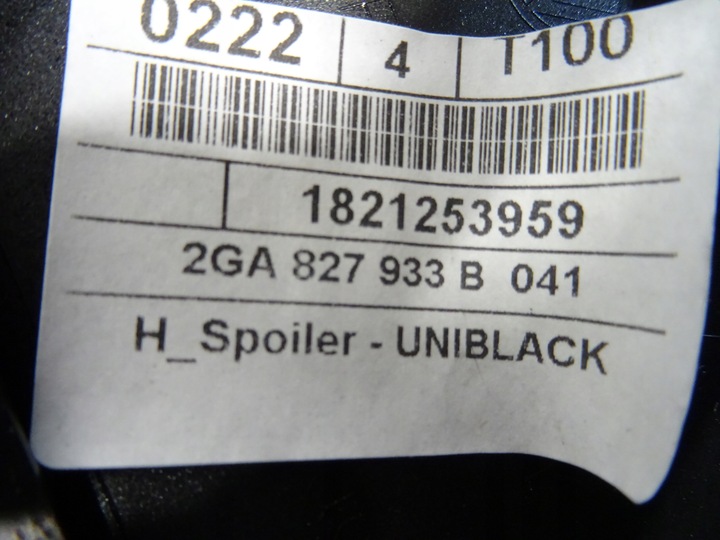 0222 4 T100
1821253959
2GA 827 933 B 041
H_Spoiler - UNIBLACK